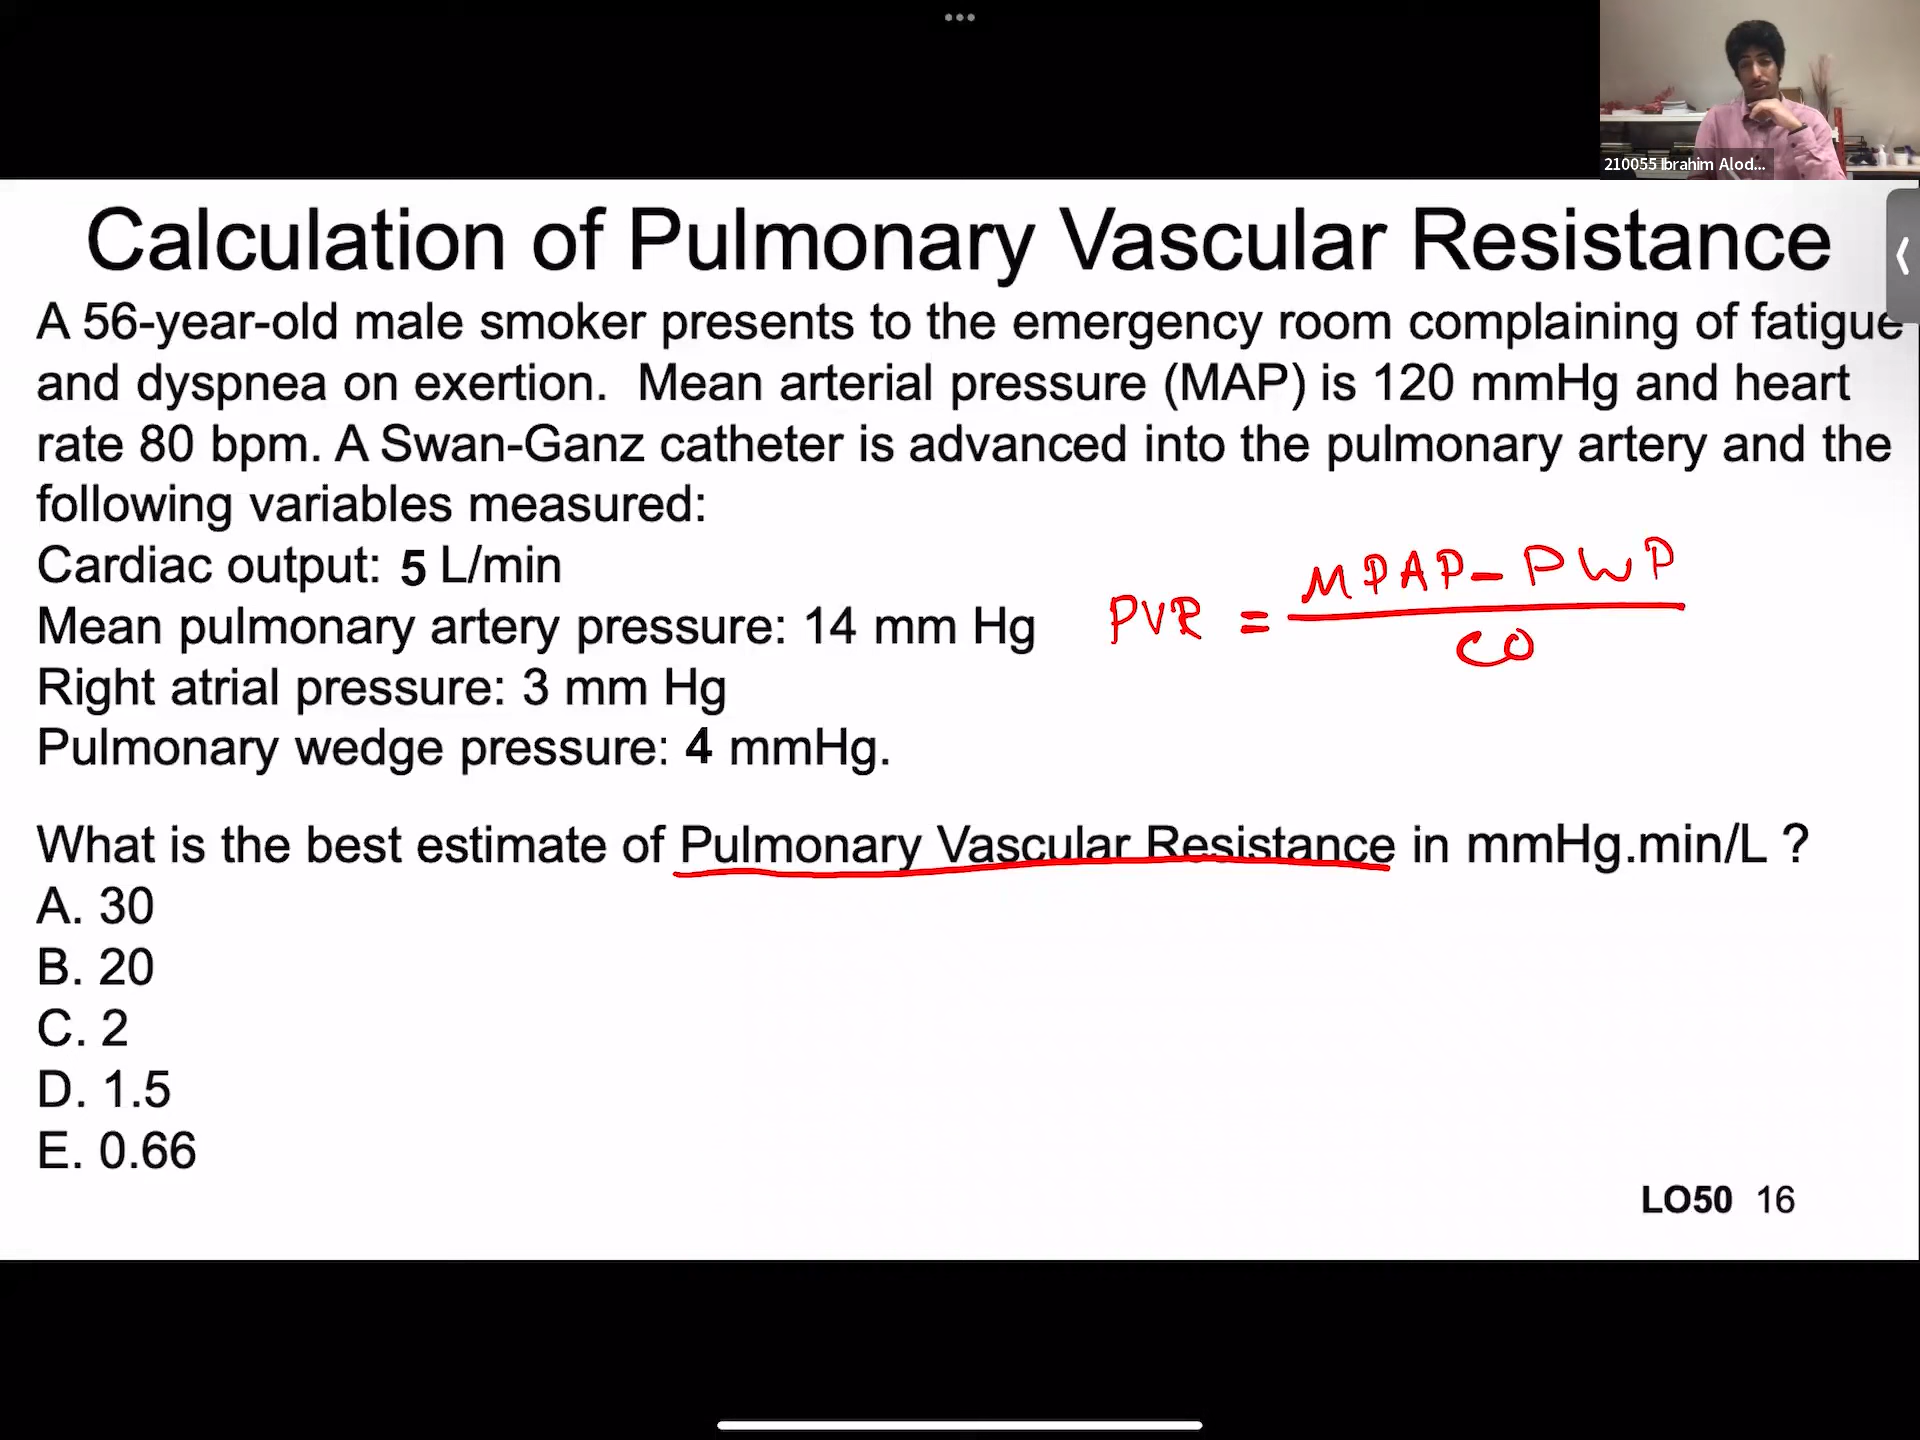 210055 Ibrahim Alod...
Calculation of Pulmonary Vascular Resistance
A 56-year-old male smoker presents to the emergency room complaining of fatigue
and dyspnea on exertion.  Mean arterial pressure (MAP) is 120 mmHg and heart
rate 80 bpm. A Swan-Ganz catheter is advanced into the pulmonary artery and the
following variables measured:
Cardiac output: 5 L/min
Mean pulmonary artery pressure: 14 mm Hg
Right atrial pressure: 3 mm Hg
Pulmonary wedge pressure: 4 mmHg.
MPAP - PWP
PVR =
CO
What is the best estimate of Pulmonary Vascular Resistance in mmHg.min/L ?
A. 30
B. 20
C. 2
D. 1.5
E. 0.66
LO50 16